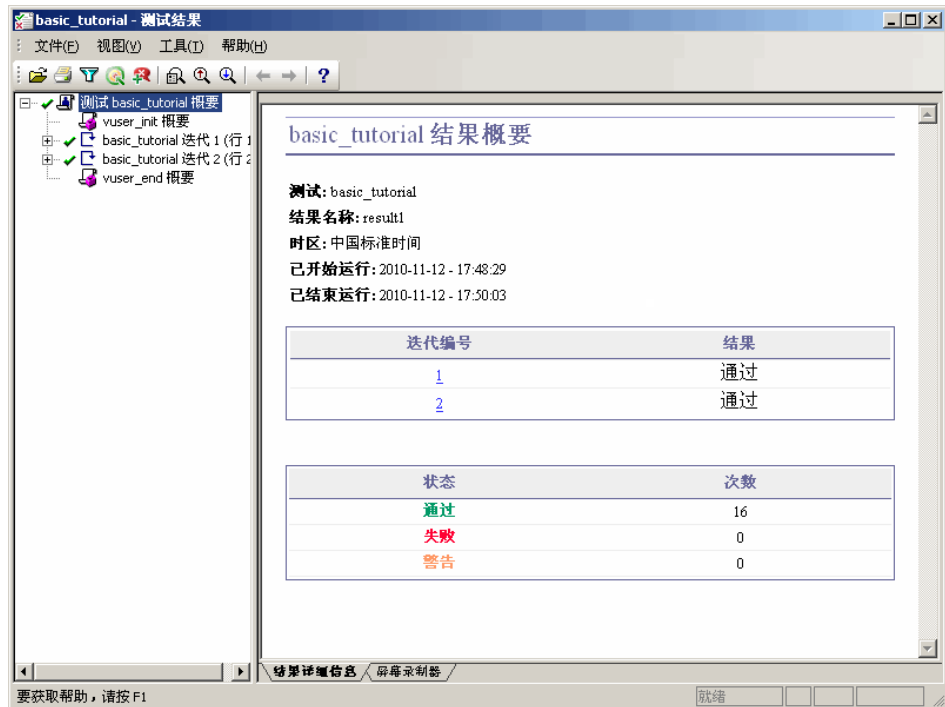 basic_tutorial - 测试结果
文件(F) 视图(V) 工具(T) 帮助(H)
测试 basic_tutorial 概要
vuser_init 概要
basic_tutorial 迭代 1 (行 1
basic_tutorial 迭代 2 (行 2
vuser_end 概要
basic_tutorial 结果概要
测试: basic_tutorial
结果名称: result1
时区: 中国标准时间
已开始运行: 2010-11-12 - 17:48:29
已结束运行: 2010-11-12 - 17:50:03
迭代编号 结果
1 通过
2 通过
状态 次数
通过 16
失败 0
警告 0
结果详细信息 屏幕录制器
要获取帮助，请按 F1 就绪